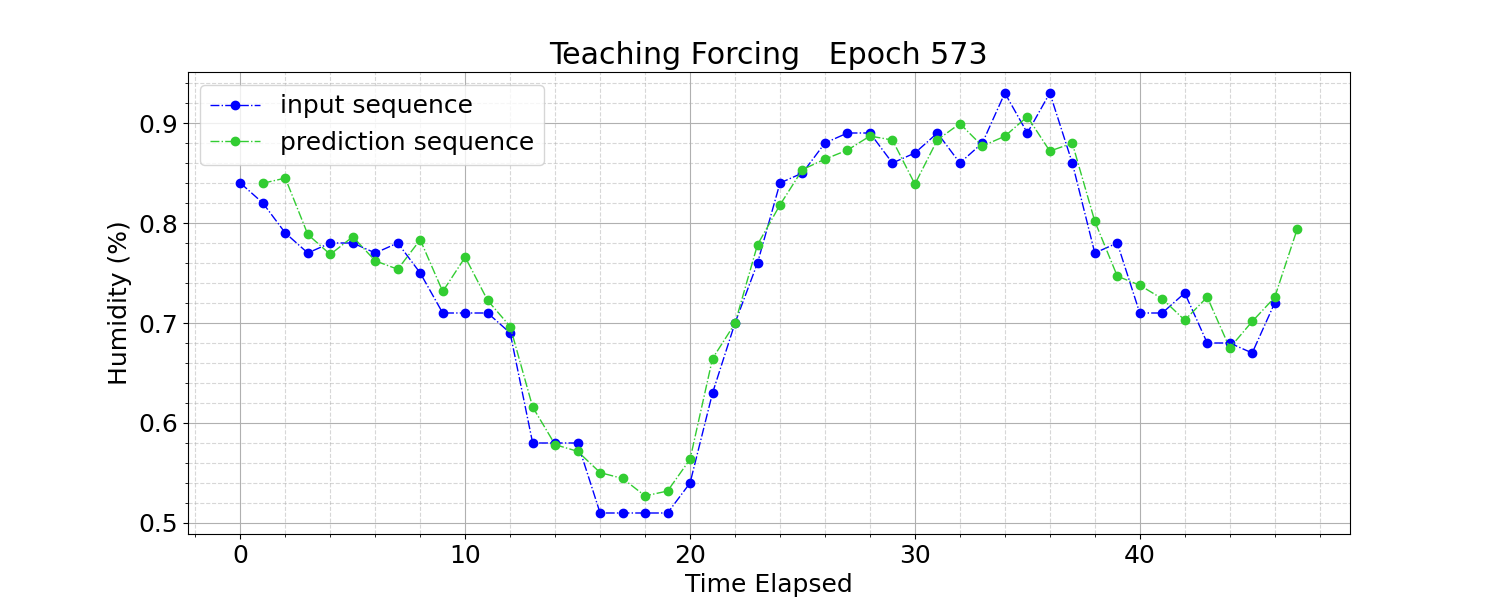 Teaching Forcing   Epoch 573
input sequence
prediction sequence
Humidity (%)
0.9
0.8
0.7
0.6
0.5
0 10 20 30 40
Time Elapsed